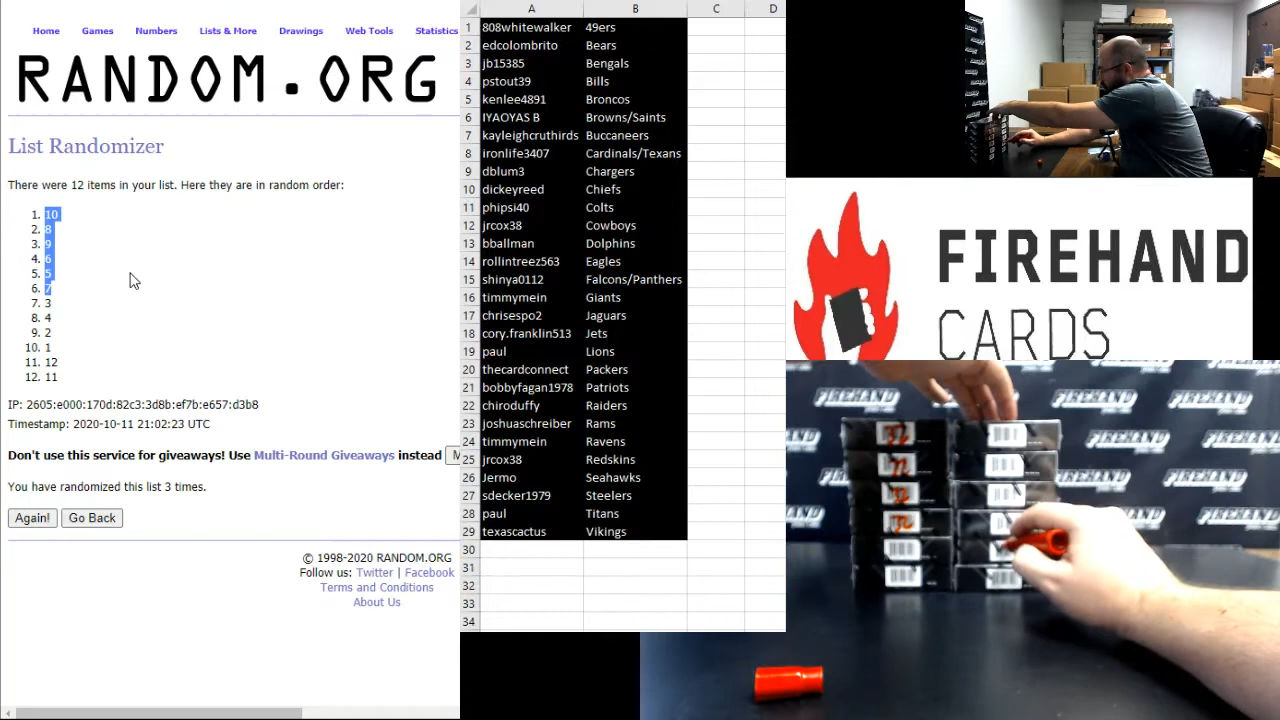 Home Games Numbers Lists & More Drawings Web Tools Statistics
RANDOM.ORG
List Randomizer
There were 12 items in your list. Here they are in random order:
1. 10
2. 8
3. 9
4. 6
5. 5
6. 7
7. 3
8. 4
9. 2
10. 1
11. 12
12. 11
IP: 2605:e000:170d:82c3:3d8b:ef7b:e657:d3b8
Timestamp: 2020-10-11 21:02:23 UTC
Don't use this service for giveaways! Use Multi-Round Giveaways instead
You have randomized this list 3 times.
Again! Go Back
© 1998-2020 RANDOM.ORG
Follow us: Twitter | Facebook
Terms and Conditions
About Us
A B C D
1 808whitewalker 49ers
2 edcolombrito Bears
3 jb15385 Bengals
4 pstout39 Bills
5 kenlee4891 Broncos
6 IYAOYAS B Browns/Saints
7 kayleighcruthirds Buccaneers
8 ironlife3407 Cardinals/Texans
9 dblum3 Chargers
10 dickeyreed Chiefs
11 phipsi40 Colts
12 jrcox38 Cowboys
13 bballman Dolphins
14 rollintreez563 Eagles
15 shinya0112 Falcons/Panthers
16 timmymein Giants
17 chrisespo2 Jaguars
18 cory.franklin513 Jets
19 paul Lions
20 thecardconnect Packers
21 bobbyfagan1978 Patriots
22 chiroduffy Raiders
23 joshuaschreiber Rams
24 timmymein Ravens
25 jrcox38 Redskins
26 Jermo Seahawks
27 sdecker1979 Steelers
28 paul Titans
29 texascactus Vikings
30
31
32
33
34
FIREHAND
CARDS